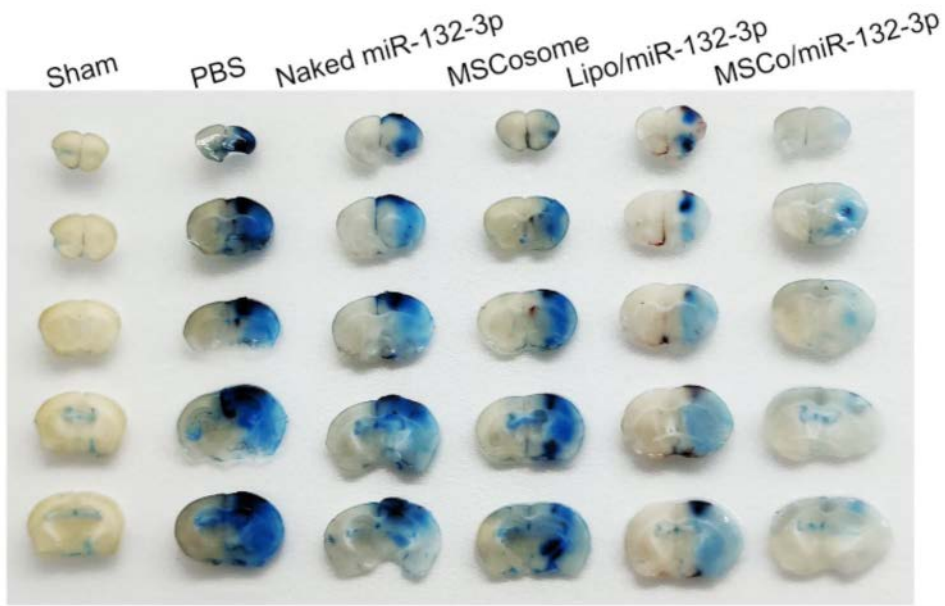 Sham
PBS
Naked miR-132-3p
MSCosome
Lipo/miR-132-3p
MSCo/miR-132-3p